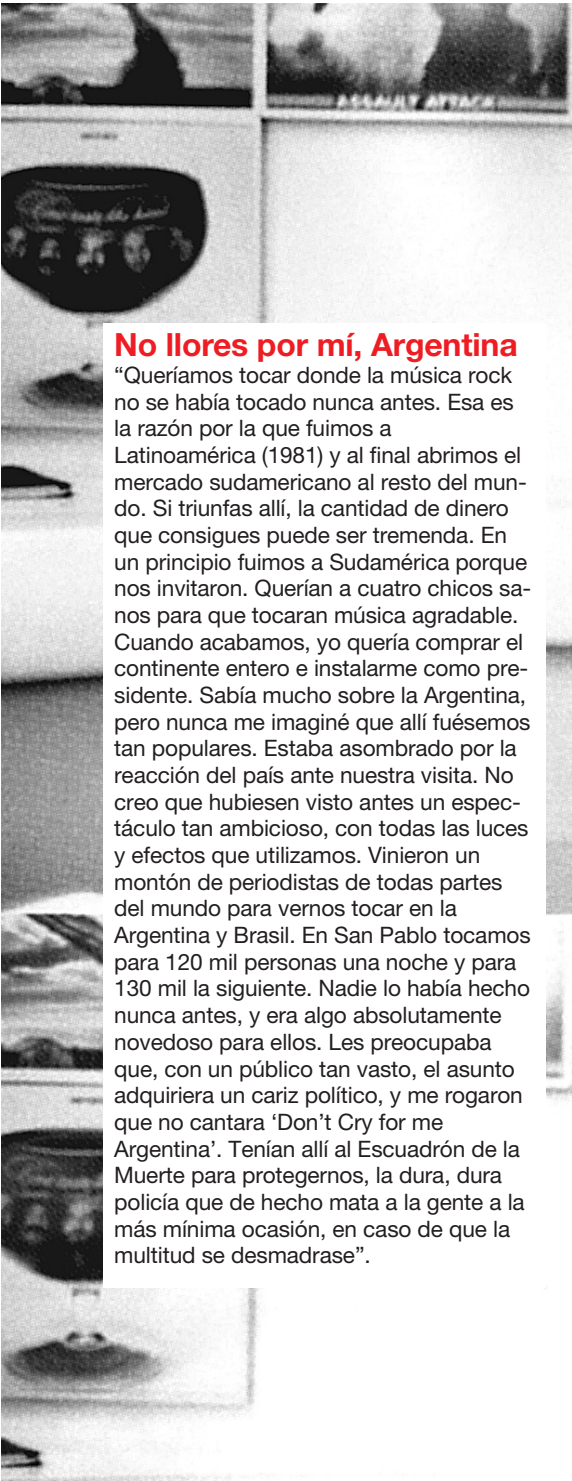 ASSAULT ATTACK
No llores por mí, Argentina
“Queríamos tocar donde la música rock
no se había tocado nunca antes. Esa es
la razón por la que fuimos a
Latinoamérica (1981) y al final abrimos el
mercado sudamericano al resto del mun-
do. Si triunfas allí, la cantidad de dinero
que consigues puede ser tremenda. En
un principio fuimos a Sudamérica porque
nos invitaron. Querían a cuatro chicos sa-
nos para que tocaran música agradable.
Cuando acabamos, yo quería comprar el
continente entero e instalarme como pre-
sidente. Sabía mucho sobre la Argentina,
pero nunca me imaginé que allí fuésemos
tan populares. Estaba asombrado por la
reacción del país ante nuestra visita. No
creo que hubiesen visto antes un espec-
táculo tan ambicioso, con todas las luces
y efectos que utilizamos. Vinieron un
montón de periodistas de todas partes
del mundo para vernos tocar en la
Argentina y Brasil. En San Pablo tocamos
para 120 mil personas una noche y para
130 mil la siguiente. Nadie lo había hecho
nunca antes, y era algo absolutamente
novedoso para ellos. Les preocupaba
que, con un público tan vasto, el asunto
adquiriera un cariz político, y me rogaron
que no cantara ‘Don’t Cry for me
Argentina’. Tenían allí al Escuadrón de la
Muerte para protegernos, la dura, dura
policía que de hecho mata a la gente a la
más mínima ocasión, en caso de que la
multitud se desmadrase”.